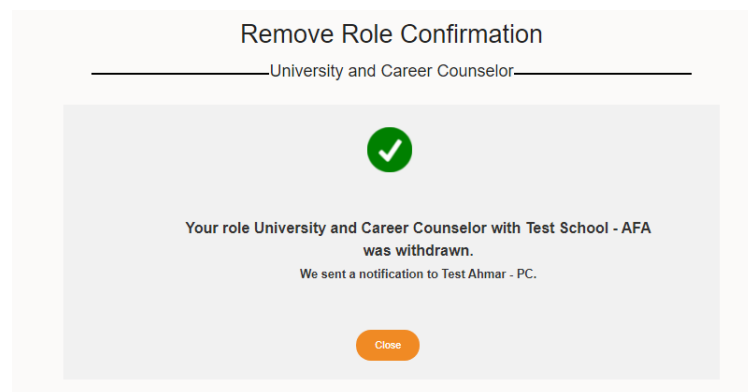 Remove Role Confirmation
University and Career Counselor
Your role University and Career Counselor with Test School - AFA
was withdrawn.
We sent a notification to Test Ahmar - PC.
Close